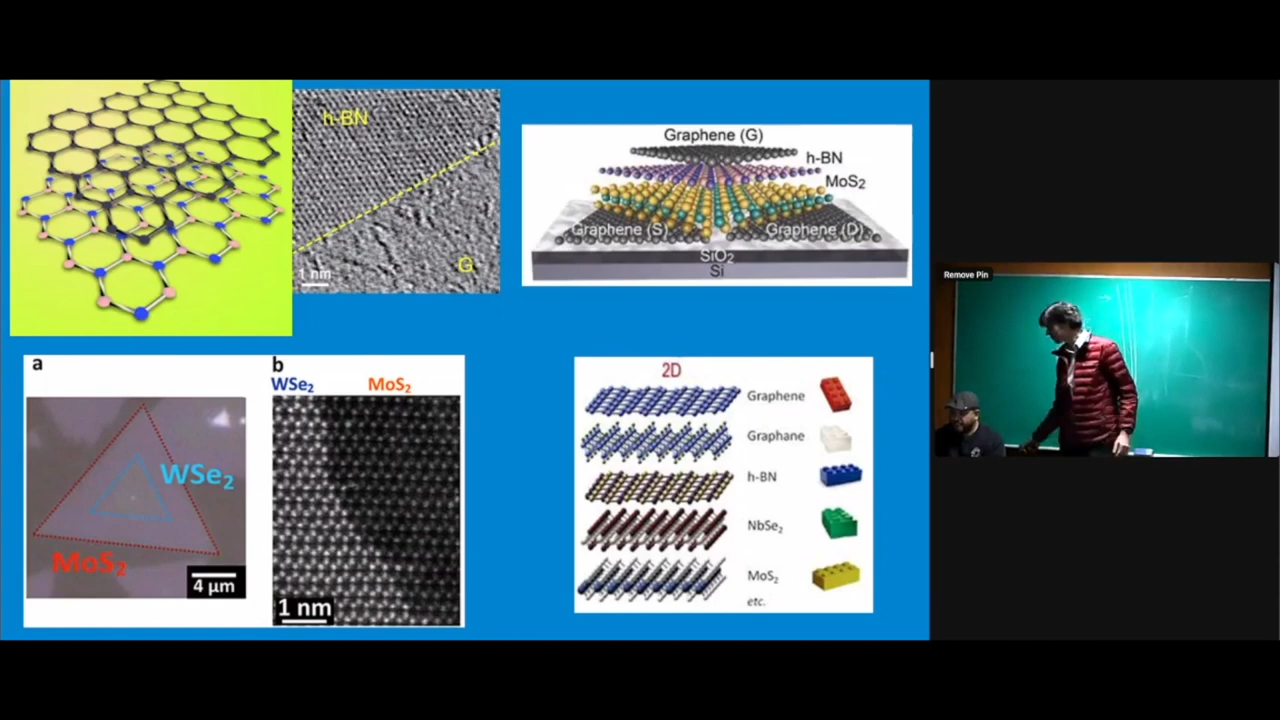 h-BN
G
1 nm
Graphene (G)
h-BN
MoS₂
Graphene (S)
Graphene (D)
SiO₂
Si
Remove Pin
a
WSe₂
MoS₂
4 µm
b
WSe₂ MoS₂
1 nm
2D
Graphene
Graphane
h-BN
NbSe₂
MoS₂
etc.